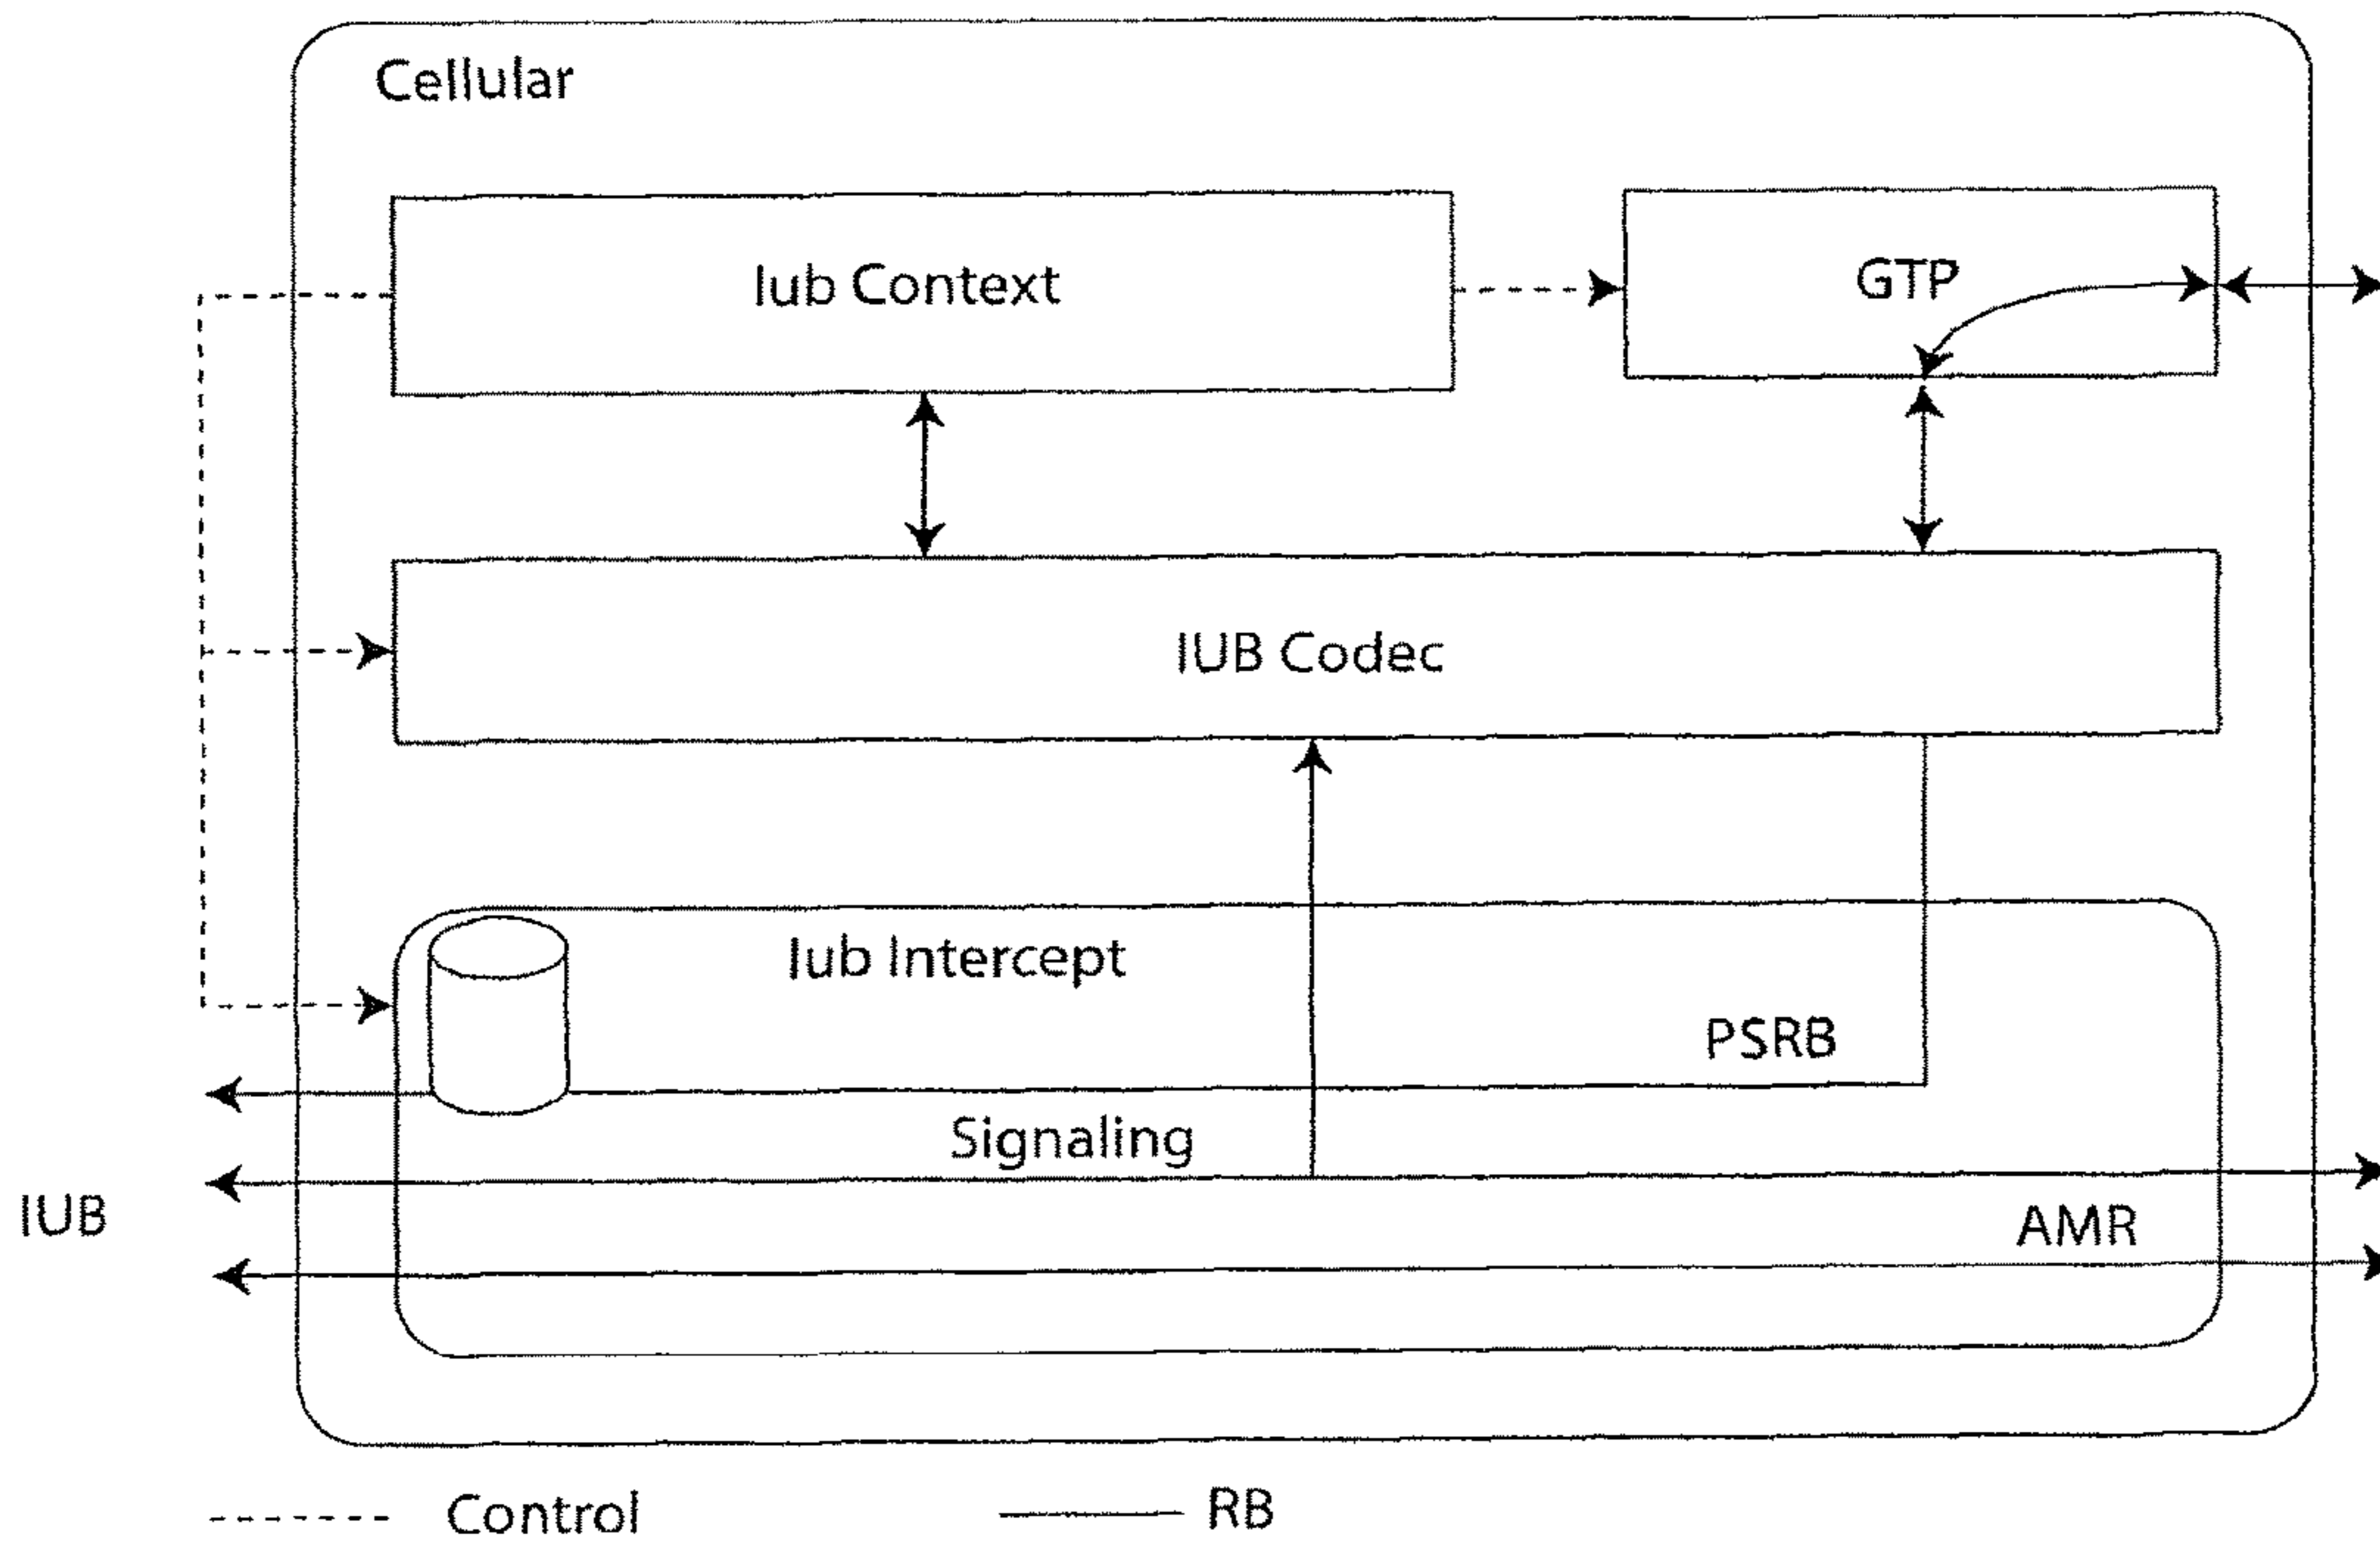 Cellular
Iub Context
GTP
IUB Codec
Iub Intercept
PSRB
Signaling
IUB
AMR
Control
RB